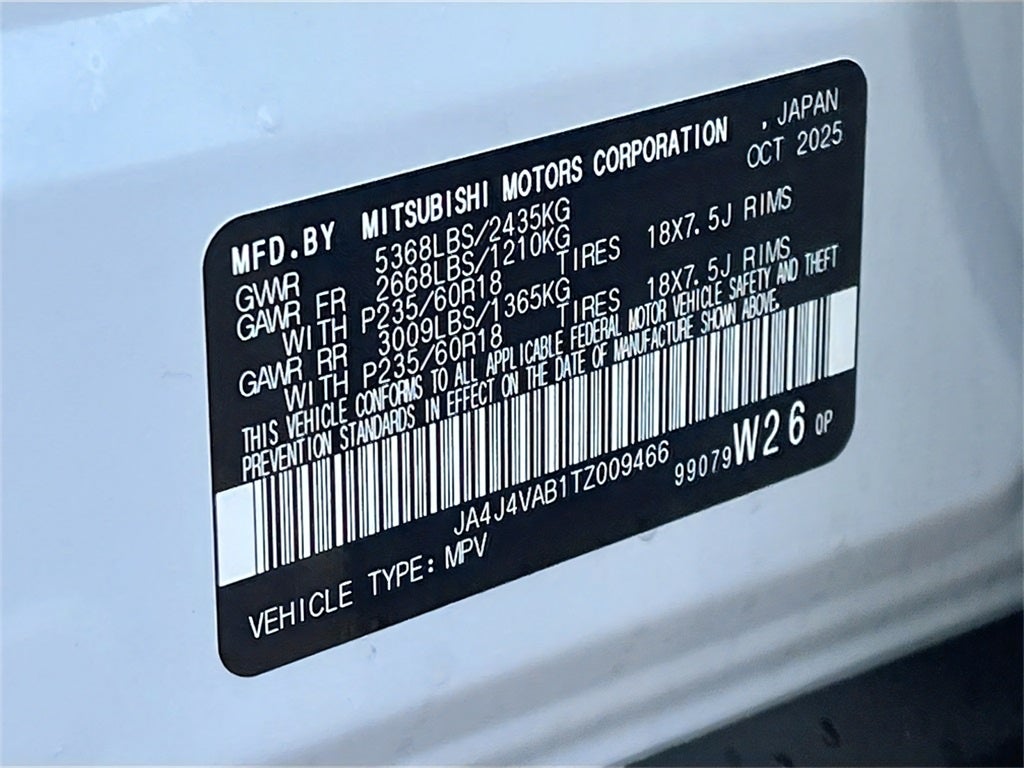 MFD.BY MITSUBISHI MOTORS CORPORATION , JAPAN
OCT 2025
GVWR 5368LBS/2435KG
GAWR FR 2668LBS/1210KG
WITH P235/60R18 TIRES 18X7.5J RIMS
GAWR RR 3009LBS/1365KG
WITH P235/60R18 TIRES 18X7.5J RIMS
THIS VEHICLE CONFORMS TO ALL APPLICABLE FEDERAL MOTOR VEHICLE SAFETY AND THEFT
PREVENTION STANDARDS IN EFFECT ON THE DATE OF MANUFACTURE SHOWN ABOVE.
JA4J4VAB1TZ009466
99079 W26 OP
VEHICLE TYPE: MPV